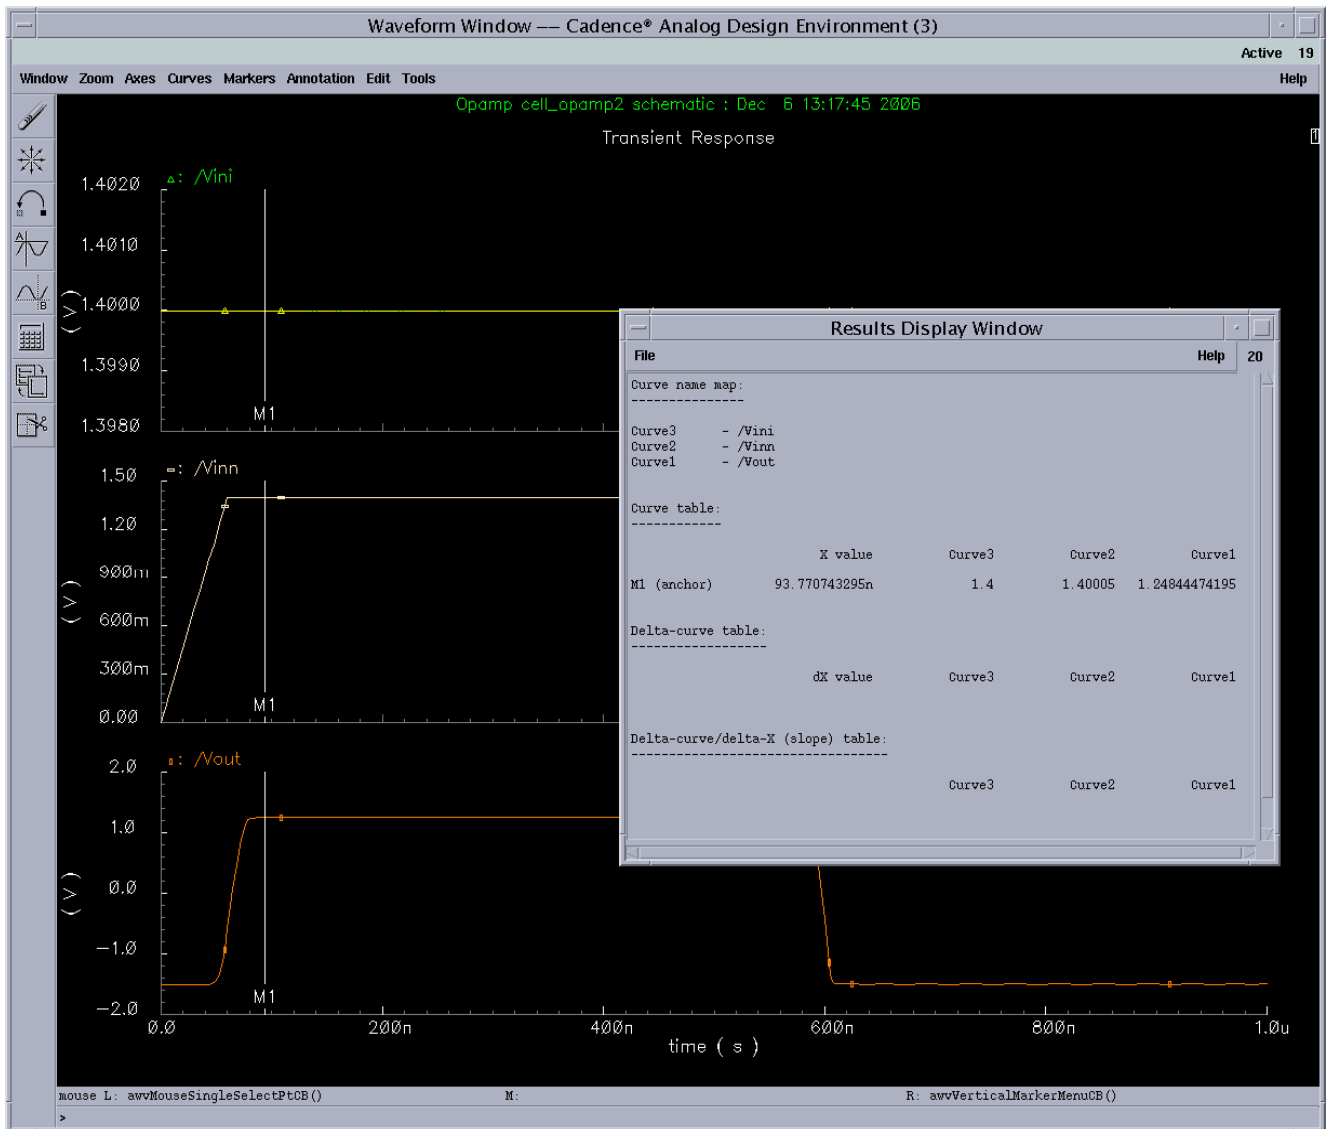 Waveform Window –– Cadence® Analog Design Environment (3)
Active 19
Window Zoom Axes Curves Markers Annotation Edit Tools Help
Opamp cell_opamp2 schematic : Dec 6 13:17:45 2006
Transient Response
1
A
B
▵: /Vini
1.4020
1.4010
1.4000
1.3990
1.3980
(V)
M1
▫: /Vinn
1.50
1.20
900m
600m
300m
0.00
(V)
M1
▯: /Vout
2.0
1.0
0.0
−1.0
−2.0
(V)
M1
0.0 200n 400n 600n 800n 1.0u
time ( s )
Results Display Window
File Help 20
Curve name map:
---------------
Curve3 - /Vini
Curve2 - /Vinn
Curve1 - /Vout
Curve table:
------------
X value Curve3 Curve2 Curve1
M1 (anchor) 93.770743295n 1.4 1.40005 1.24844474195
Delta-curve table:
------------------
dX value Curve3 Curve2 Curve1
Delta-curve/delta-X (slope) table:
----------------------------------
Curve3 Curve2 Curve1
mouse L: awvMouseSingleSelectPtCB() M: R: awvVerticalMarkerMenuCB()
>